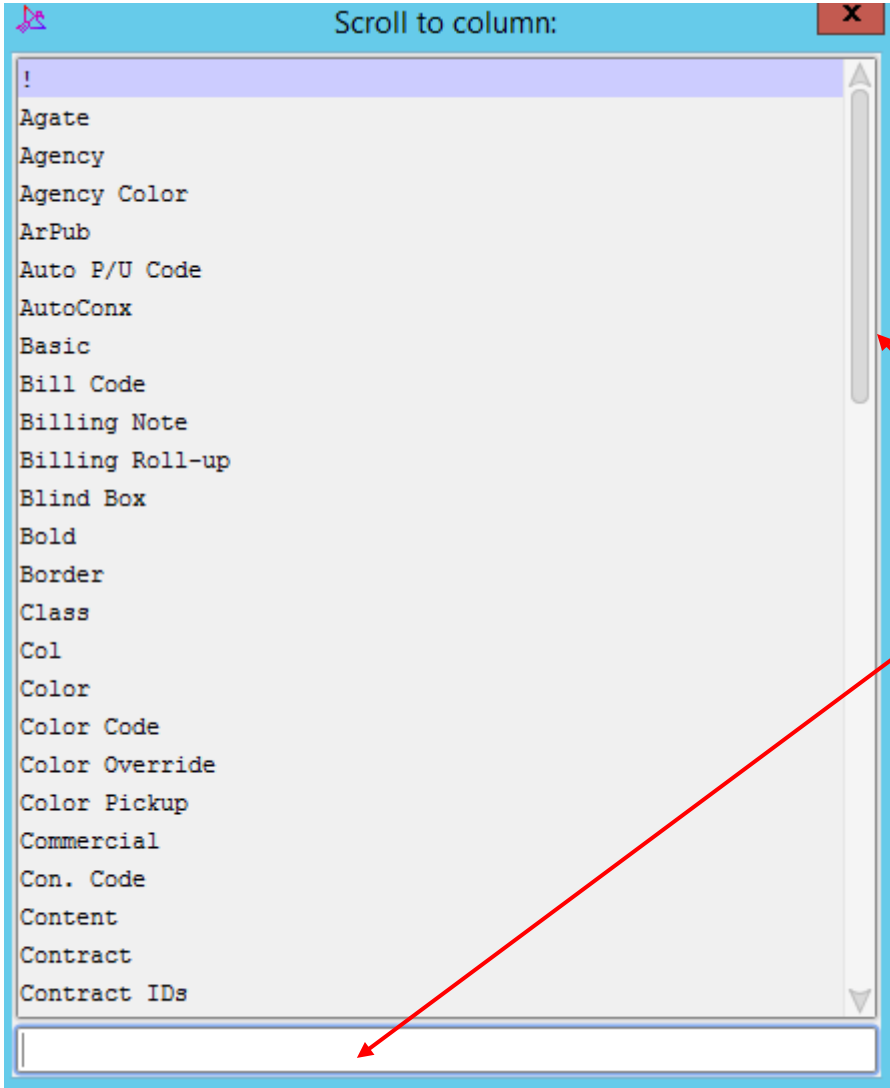 Scroll to column:
x
!
Agate
Agency
Agency Color
ArPub
Auto P/U Code
AutoConx
Basic
Bill Code
Billing Note
Billing Roll-up
Blind Box
Bold
Border
Class
Col
Color
Color Code
Color Override
Color Pickup
Commercial
Con. Code
Content
Contract
Contract IDs